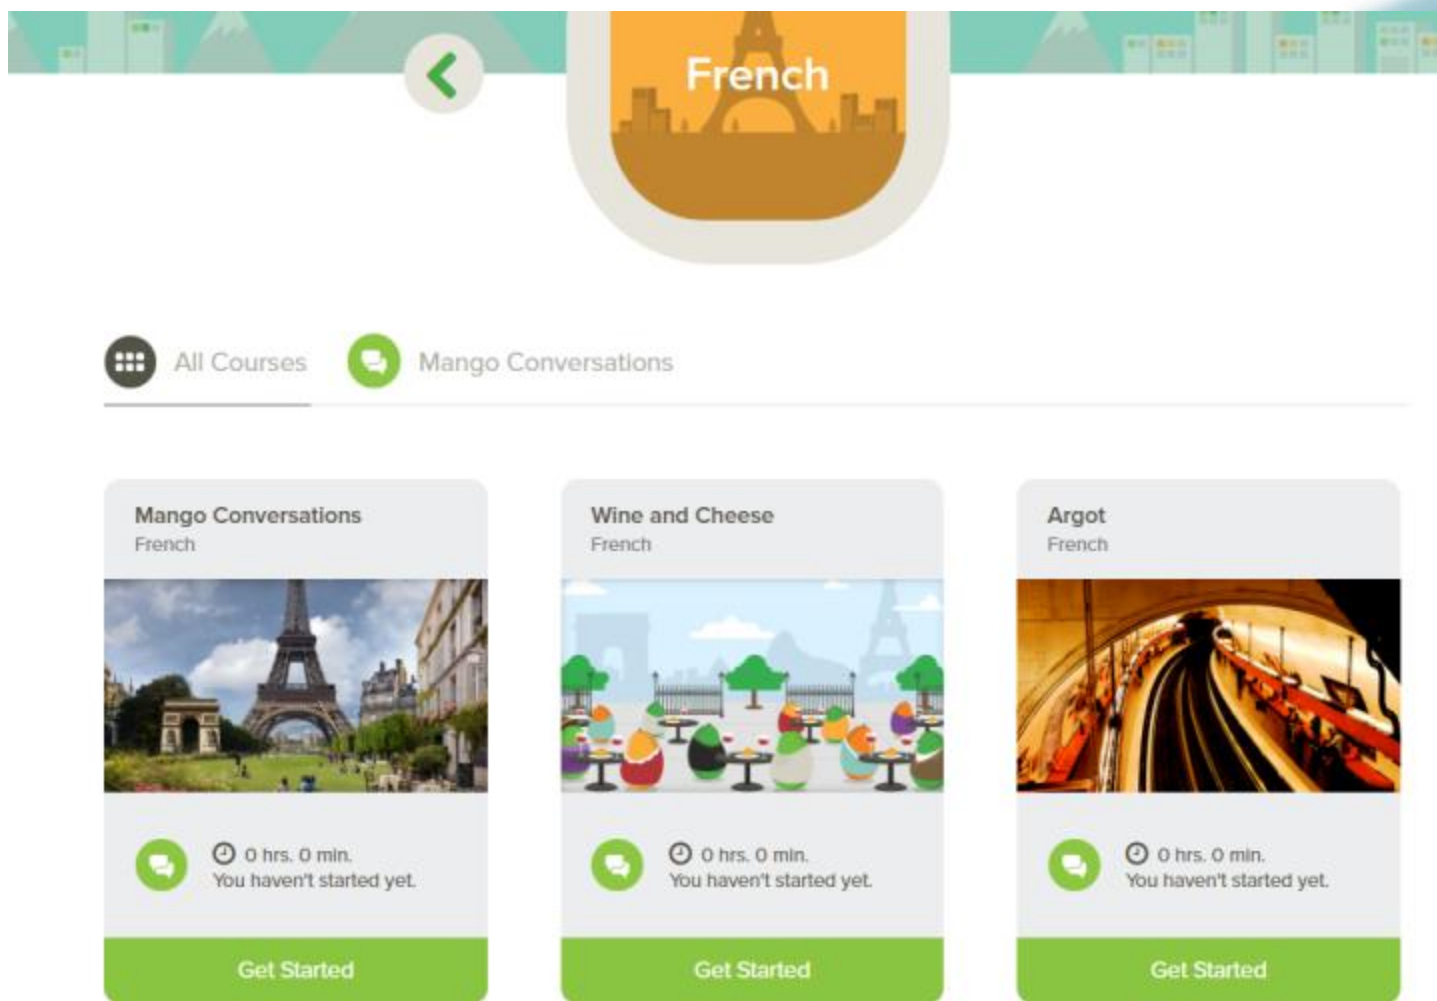 French
All Courses
Mango Conversations
Mango Conversations
French
Wine and Cheese
French
Argot
French
0 hrs. 0 min.
You haven't started yet.
0 hrs. 0 min.
You haven't started yet.
0 hrs. 0 min.
You haven't started yet.
Get Started
Get Started
Get Started